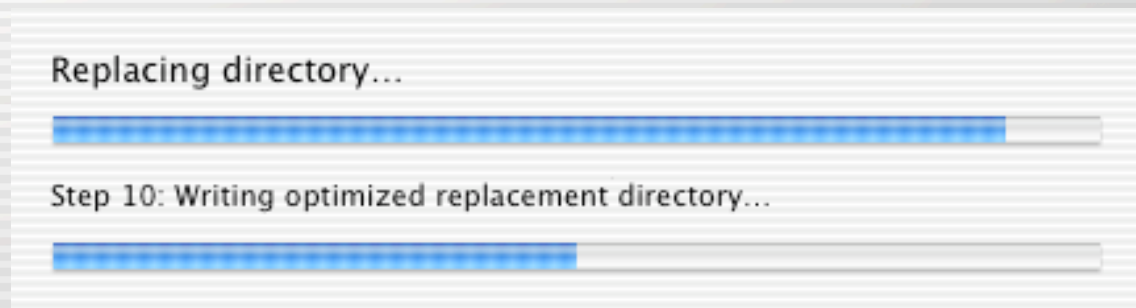 Replacing directory...
Step 10: Writing optimized replacement directory...